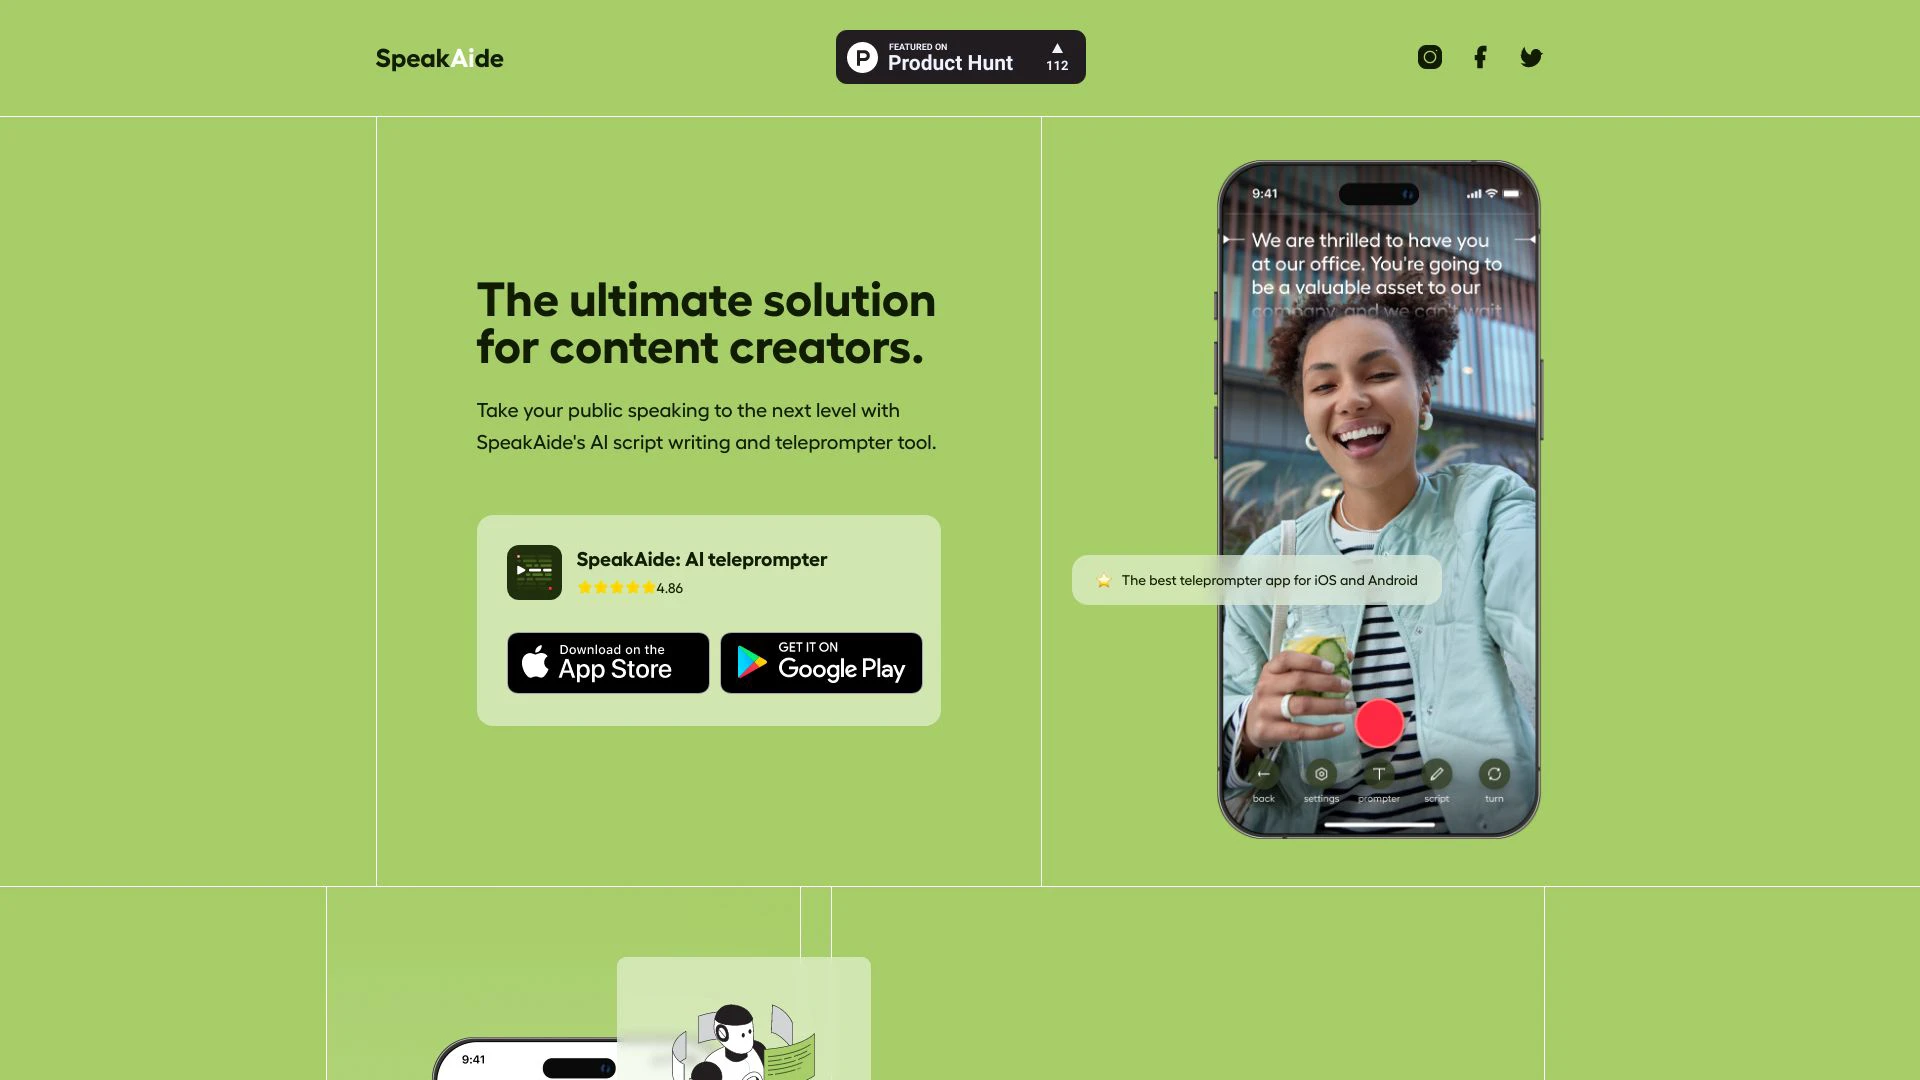 SpeakAide
FEATURED ON
Product Hunt
112
The ultimate solution
for content creators.
Take your public speaking to the next level with
SpeakAide's AI script writing and teleprompter tool.
SpeakAide: AI teleprompter
4.86
Download on the
App Store
GET IT ON
Google Play
9:41
We are thrilled to have you
at our office. You're going to
be a valuable asset to our
company, and we can't wait
The best teleprompter app for iOS and Android
back
settings
prompter
script
turn
9:41